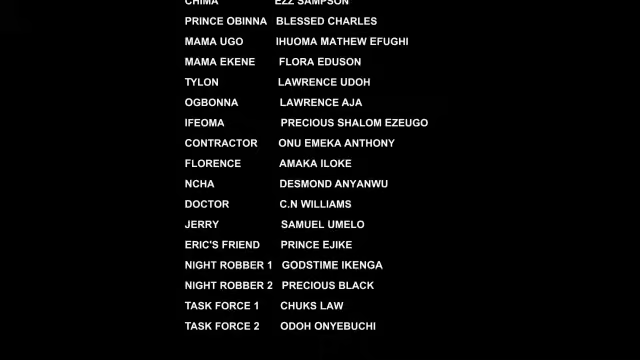 CHIMA EZZ SAMPSON
PRINCE OBINNA BLESSED CHARLES
MAMA UGO IHUOMA MATHEW EFUGHI
MAMA EKENE FLORA EDUSON
TYLON LAWRENCE UDOH
OGBONNA LAWRENCE AJA
IFEOMA PRECIOUS SHALOM EZEUGO
CONTRACTOR ONU EMEKA ANTHONY
FLORENCE AMAKA ILOKE
NCHA DESMOND ANYANWU
DOCTOR C.N WILLIAMS
JERRY SAMUEL UMELO
ERIC'S FRIEND PRINCE EJIKE
NIGHT ROBBER 1 GODSTIME IKENGA
NIGHT ROBBER 2 PRECIOUS BLACK
TASK FORCE 1 CHUKS LAW
TASK FORCE 2 ODOH ONYEBUCHI